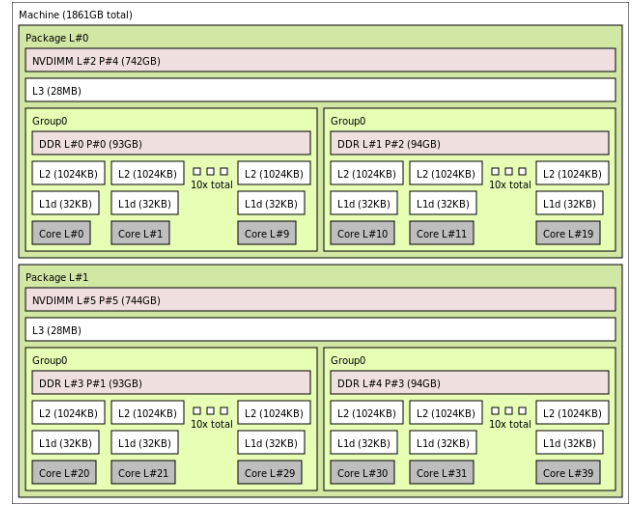 Machine (1861GB total)
Package L#0
NVDIMM L#2 P#4 (742GB)
L3 (28MB)
Group0
DDR L#0 P#0 (93GB)
L2 (1024KB) L2 (1024KB) 10x total L2 (1024KB)
L1d (32KB) L1d (32KB) L1d (32KB)
Core L#0 Core L#1 Core L#9
Group0
DDR L#1 P#2 (94GB)
L2 (1024KB) L2 (1024KB) 10x total L2 (1024KB)
L1d (32KB) L1d (32KB) L1d (32KB)
Core L#10 Core L#11 Core L#19
Package L#1
NVDIMM L#5 P#5 (744GB)
L3 (28MB)
Group0
DDR L#3 P#1 (93GB)
L2 (1024KB) L2 (1024KB) 10x total L2 (1024KB)
L1d (32KB) L1d (32KB) L1d (32KB)
Core L#20 Core L#21 Core L#29
Group0
DDR L#4 P#3 (94GB)
L2 (1024KB) L2 (1024KB) 10x total L2 (1024KB)
L1d (32KB) L1d (32KB) L1d (32KB)
Core L#30 Core L#31 Core L#39